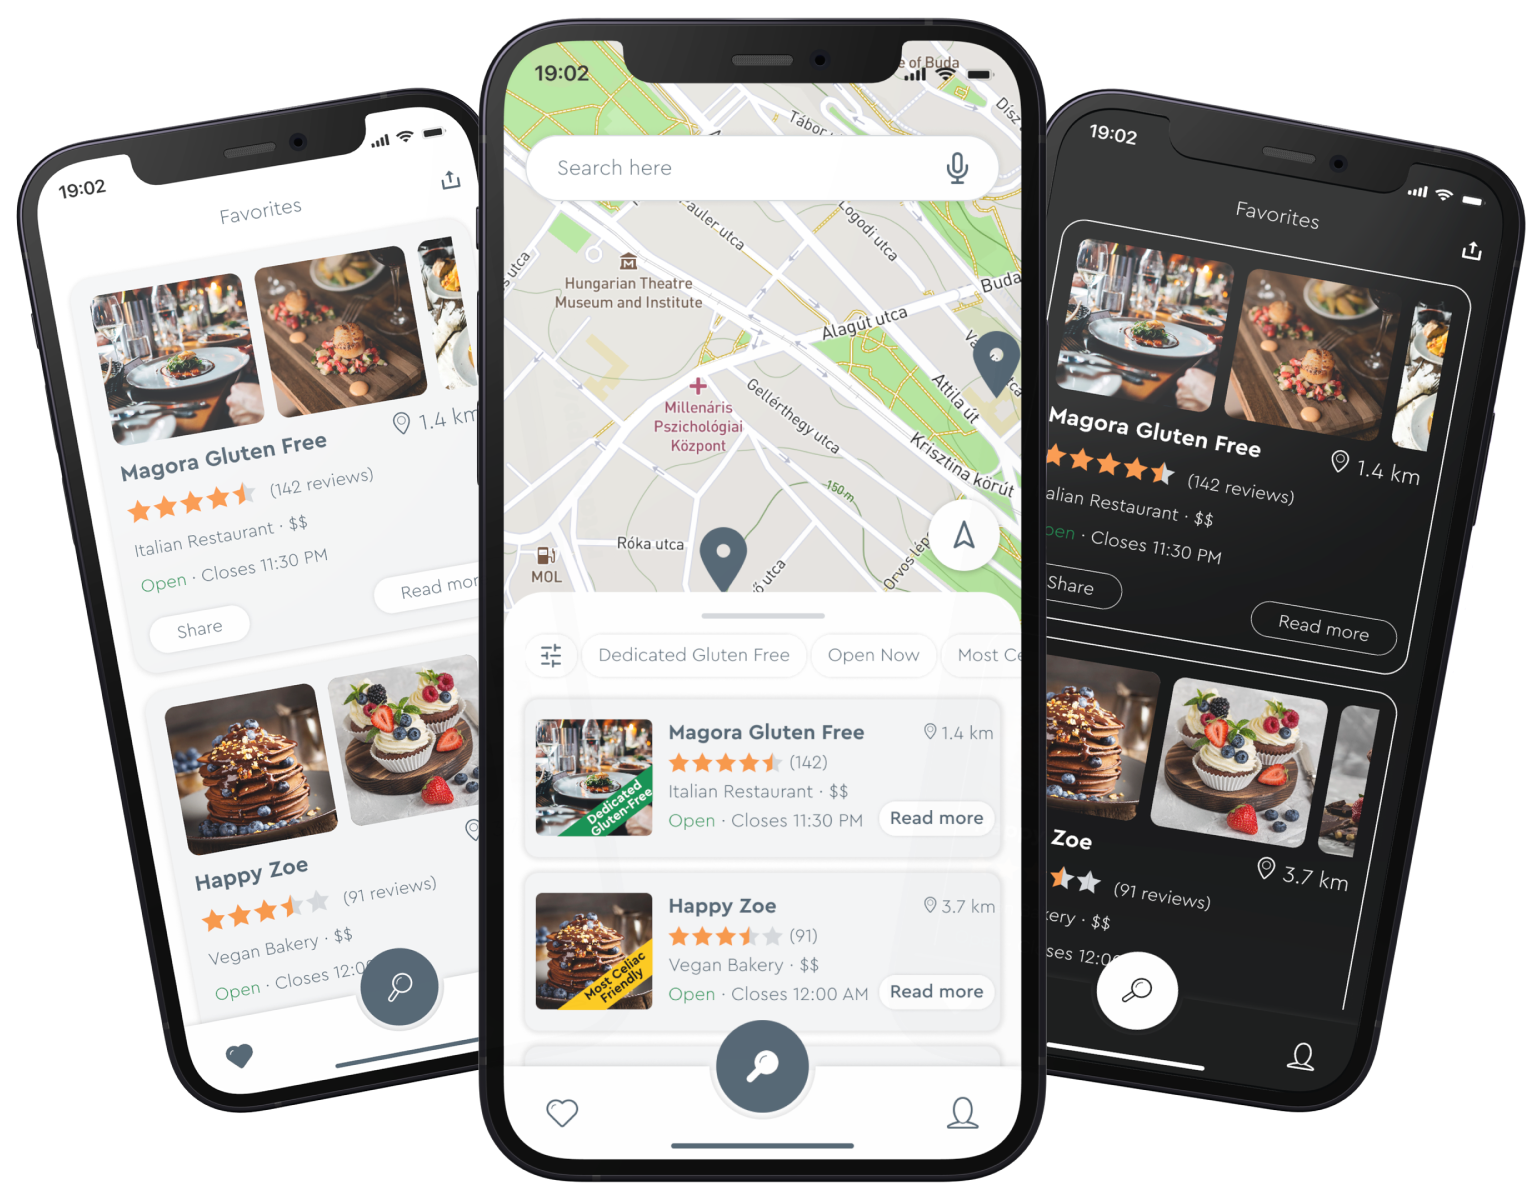 19:02
Favorites
Magora Gluten Free
1.4 km
(142 reviews)
Italian Restaurant · $$
Open · Closes 11:30 PM
Share
Read mor
Happy Zoe
(91 reviews)
Vegan Bakery · $$
Open · Closes 12:00
19:02
e of Buda
Dísz
Tábor
Search here
auler utca
Logodi utca
s utca
Hungarian Theatre
Museum and Institute
Buda
Alagút utca
Attila út
Millenáris
Pszichológiai
Központ
Gellérthegy utca
Krisztina körút
150 m
Róka utca
Orvos lép
MOL
ő utca
Dedicated Gluten Free
Open Now
Most Ce
Magora Gluten Free
1.4 km
(142)
Italian Restaurant · $$
Open · Closes 11:30 PM
Read more
Dedicated
Gluten-Free
Happy Zoe
3.7 km
(91)
Vegan Bakery · $$
Open · Closes 12:00 AM
Read more
Most Celiac
Friendly
19:02
Favorites
Magora Gluten Free
1.4 km
(142 reviews)
alian Restaurant · $$
pen · Closes 11:30 PM
Share
Read more
Zoe
3.7 km
(91 reviews)
kery · $$
ses 12:00